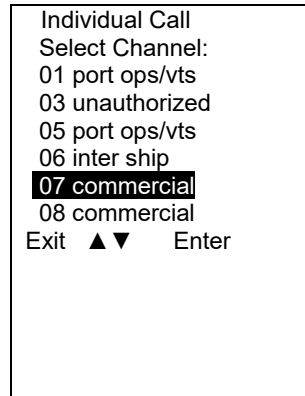 Individual Call
Select Channel:
01 port ops/vts
03 unauthorized
05 port ops/vts
06 inter ship
07 commercial
08 commercial
Exit ▲▼ Enter